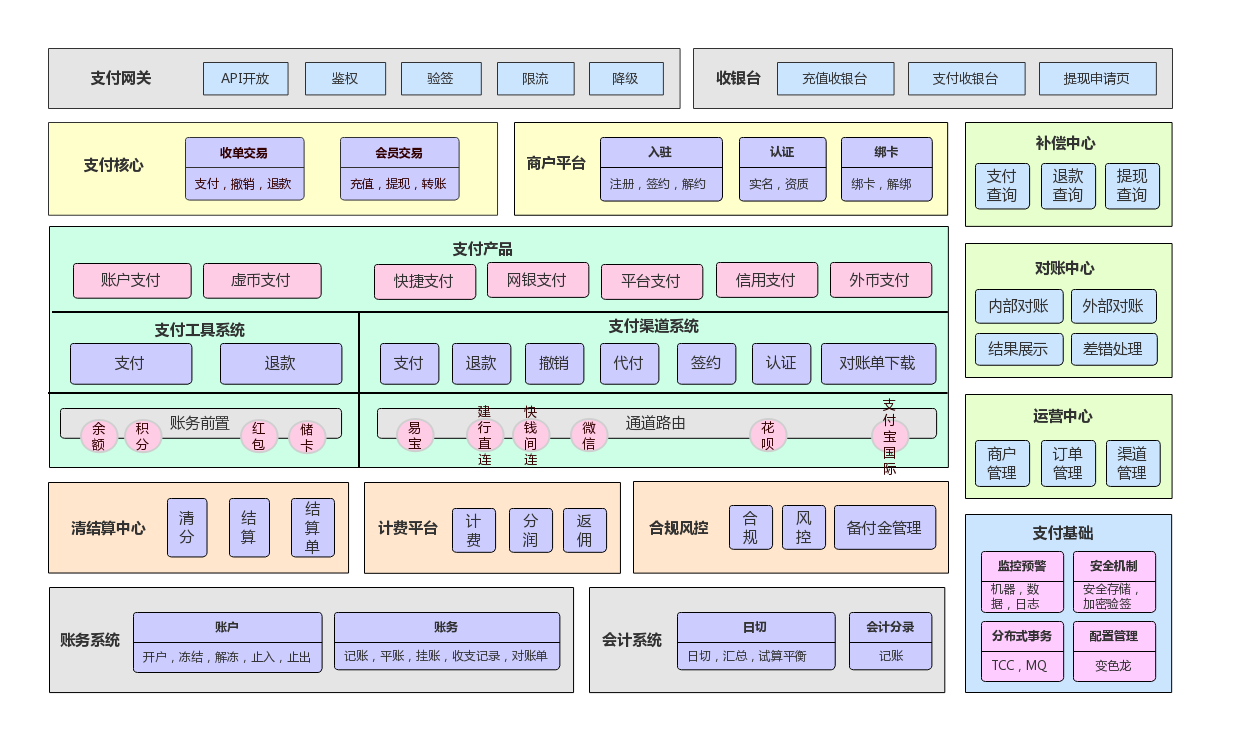 支付网关
API开放
鉴权
验签
限流
降级
收银台
充值收银台
支付收银台
提现申请页
支付核心
收单交易
支付，撤销，退款
会员交易
充值，提现，转账
商户平台
入驻
注册，签约，解约
认证
实名，资质
绑卡
绑卡，解绑
补偿中心
支付
查询
退款
查询
提现
查询
支付产品
账户支付
虚币支付
快捷支付
网银支付
平台支付
信用支付
外币支付
对账中心
内部对账
外部对账
结果展示
差错处理
支付工具系统
支付
退款
支付渠道系统
支付
退款
撤销
代付
签约
认证
对账单下载
账务前置
余
额
积
分
红
包
储
卡
通道路由
易
宝
建
行
直
连
快
钱
间
连
微
信
花
呗
支
付
宝
国
际
运营中心
商户
管理
订单
管理
渠道
管理
清结算中心
清
分
结
算
结
算
单
计费平台
计
费
分
润
返
佣
合规风控
合
规
风
控
备付金管理
支付基础
监控预警
机器，数
据，日志
安全机制
安全存储，
加密验签
分布式事务
TCC，MQ
配置管理
变色龙
账务系统
账户
开户，冻结，解冻，止入，止出
账务
记账，平账，挂账，收支记录，对账单
会计系统
日切
日切，汇总，试算平衡
会计分录
记账